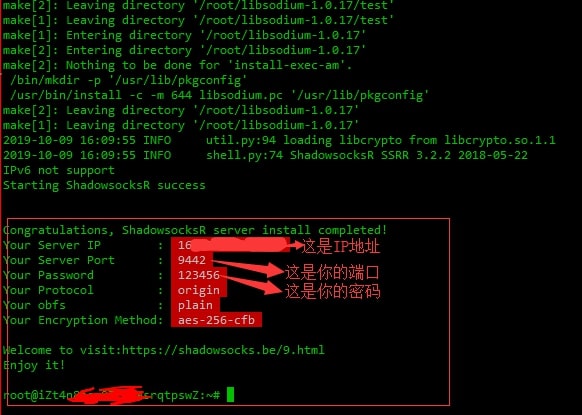 make[2]: Leaving directory '/root/libsodium-1.0.17/test'
make[1]: Leaving directory '/root/libsodium-1.0.17/test'
make[1]: Entering directory '/root/libsodium-1.0.17'
make[2]: Entering directory '/root/libsodium-1.0.17'
make[2]: Nothing to be done for 'install-exec-am'.
/bin/mkdir -p '/usr/lib/pkgconfig'
/usr/bin/install -c -m 644 libsodium.pc '/usr/lib/pkgconfig'
make[2]: Leaving directory '/root/libsodium-1.0.17'
make[1]: Leaving directory '/root/libsodium-1.0.17'
2019-10-09 16:09:55 INFO util.py:94 loading libcrypto from libcrypto.so.1.1
2019-10-09 16:09:55 INFO shell.py:74 ShadowsocksR SSRR 3.2.2 2018-05-22
IPv6 not support
Starting ShadowsocksR success
Congratulations, ShadowsocksR server install completed!
Your Server IP : 16 这是IP地址
Your Server Port : 9442 这是你的端口
Your Password : 123456 这是你的密码
Your Protocol : origin
Your obfs : plain
Your Encryption Method: aes-256-cfb
Welcome to visit:https://shadowsocks.be/9.html
Enjoy it!
root@iZt4n srqtpswZ:~#